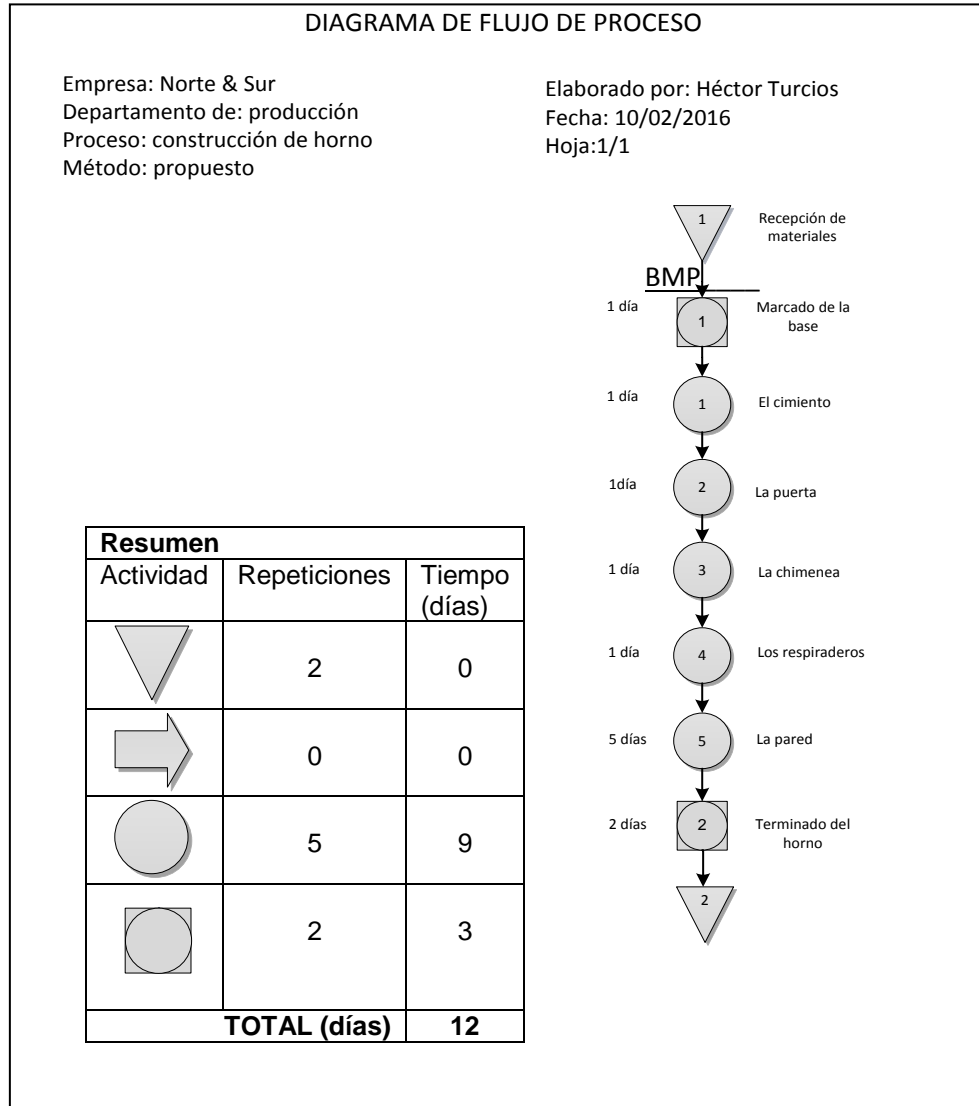 DIAGRAMA DE FLUJO DE PROCESO
Empresa: Norte & Sur
Departamento de: producción
Proceso: construcción de horno
Método: propuesto
Elaborado por: Héctor Turcios
Fecha: 10/02/2016
Hoja:1/1
1
Recepción de
materiales
BMP
1 día
1
Marcado de la
base
1 día
1
El cimiento
1día
2
La puerta
1 día
3
La chimenea
1 día
4
Los respiraderos
5 días
5
La pared
2 días
2
Terminado del
horno
2
Resumen
Actividad Repeticiones Tiempo
(días)
2 0
0 0
5 9
2 3
TOTAL (días) 12